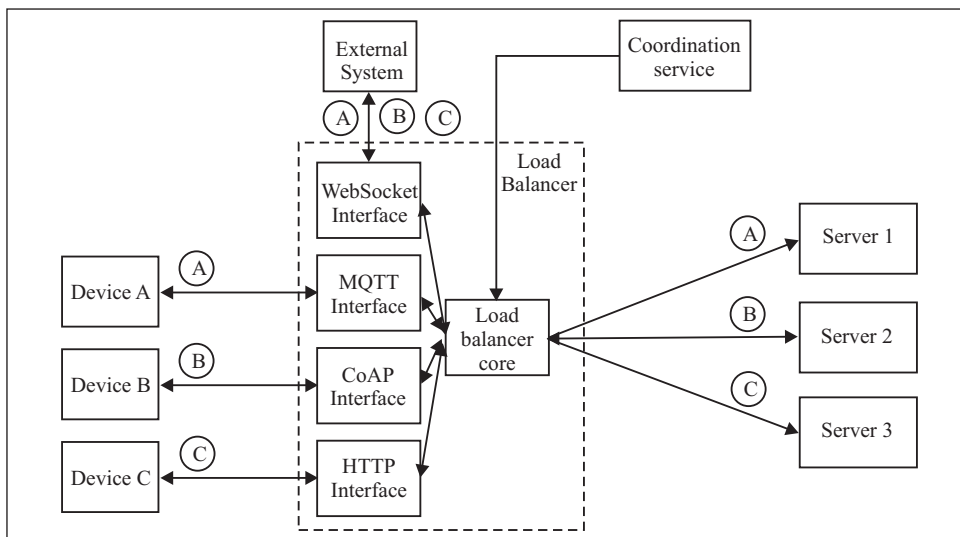 External
System
Coordination
service
A
B
C
Load
Balancer
WebSocket
Interface
A
Server 1
Device A
A
MQTT
Interface
Load
balancer
core
B
Server 2
Device B
B
CoAP
Interface
C
Server 3
Device C
C
HTTP
Interface